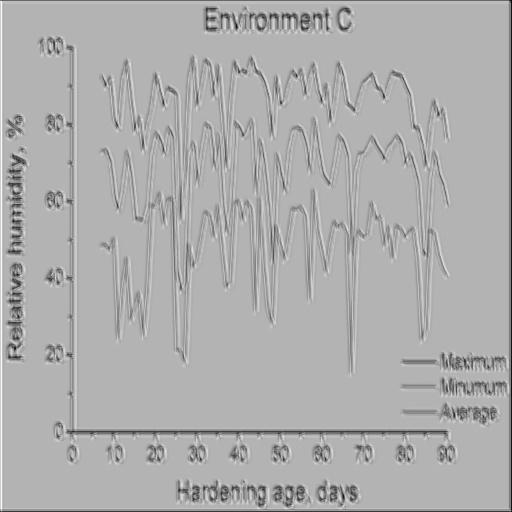 Environment C
100
80
60
40
20
0
Relative humidity, %
Maximum
Minumum
Average
0 10 20 30 40 50 60 70 80 90
Hardening age, days